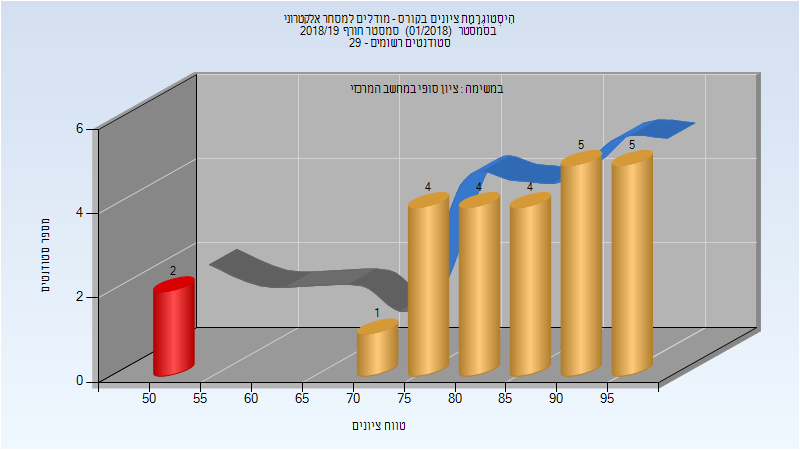 היסטוגרמת ציונים בקורס - מודלים למסחר אלקטרוני
בסמסטר (01/2018) סמסטר חורף 2018/19
סטודנטים רשומים - 29
במשימה : ציון סופי במחשב המרכזי
מספר סטודנטים
6
4
2
0
2
1
4
4
4
5
5
50 55 60 65 70 75 80 85 90 95
טווח ציונים